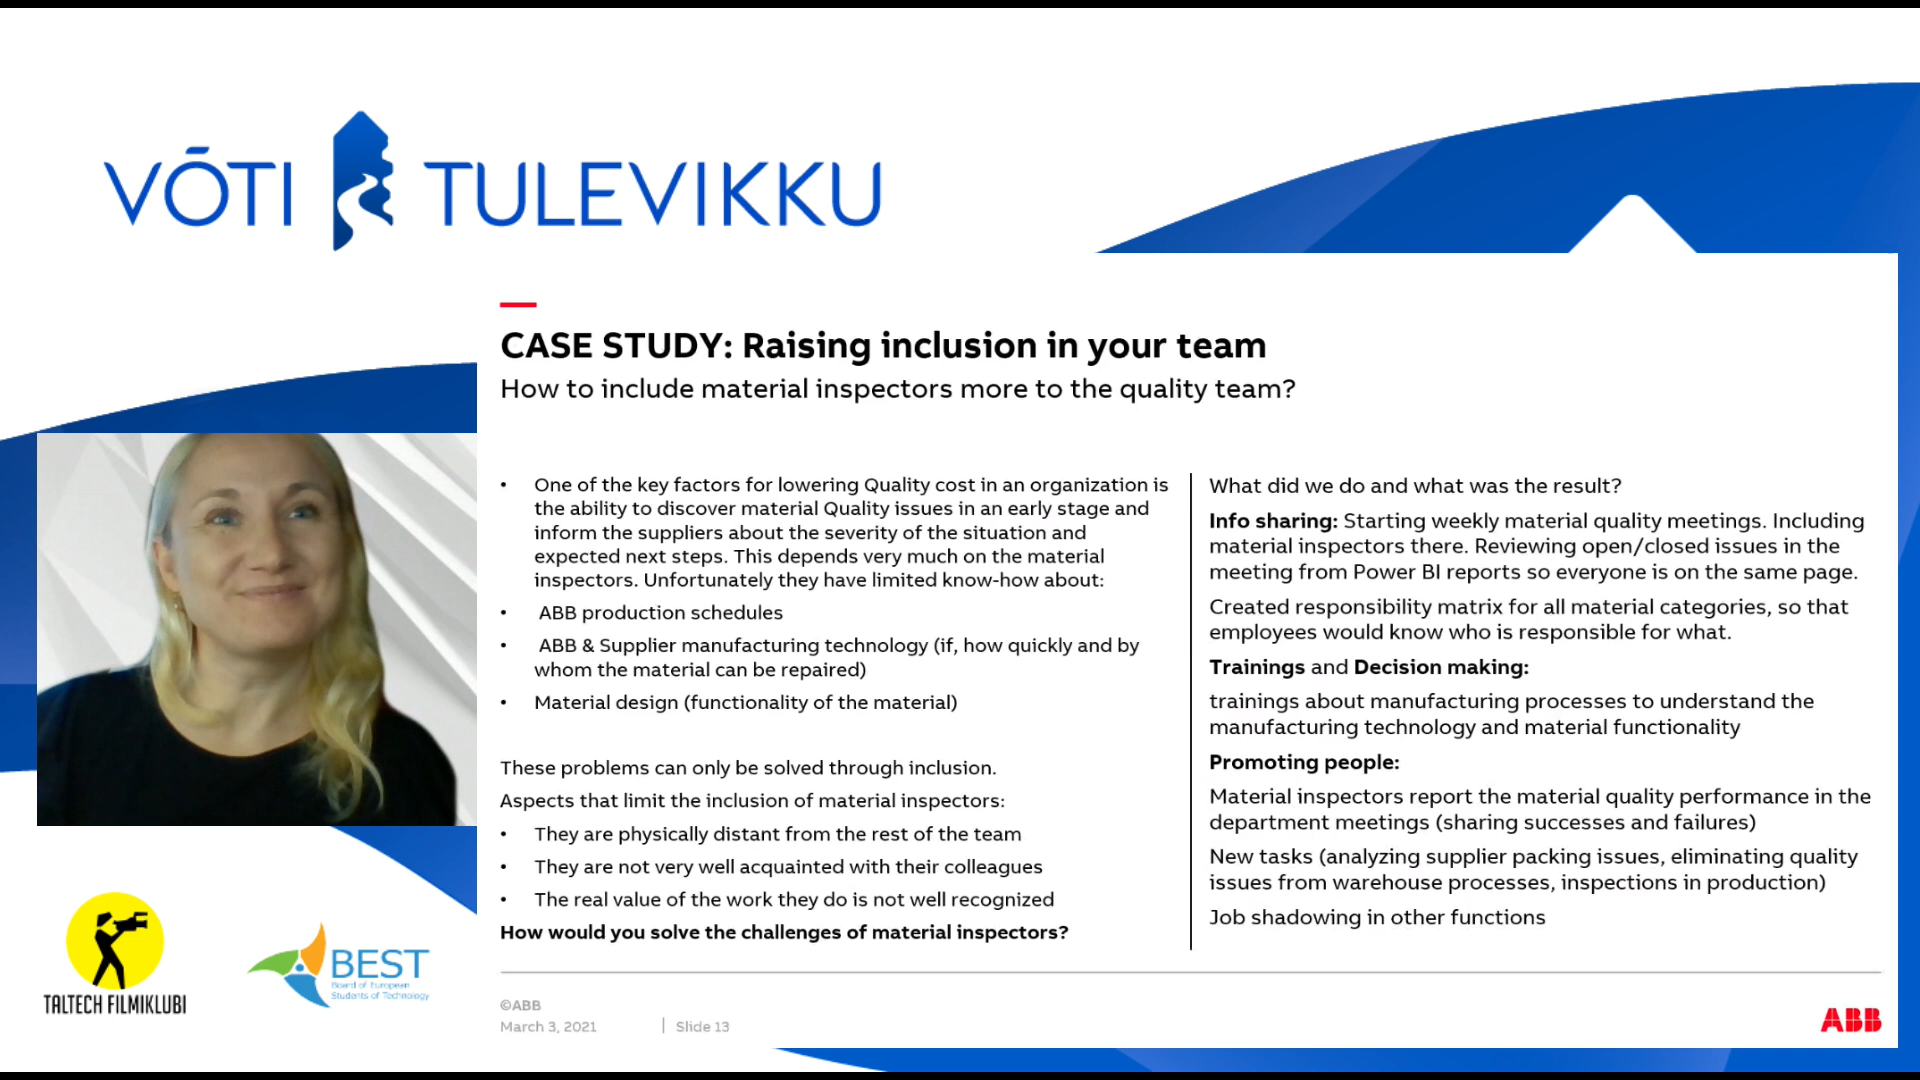 VÕTI TULEVIKKU
CASE STUDY: Raising inclusion in your team
How to include material inspectors more to the quality team?
• One of the key factors for lowering Quality cost in an organization is
the ability to discover material Quality issues in an early stage and
inform the suppliers about the severity of the situation and
expected next steps. This depends very much on the material
inspectors. Unfortunately they have limited know-how about:
• ABB production schedules
• ABB & Supplier manufacturing technology (if, how quickly and by
whom the material can be repaired)
• Material design (functionality of the material)
These problems can only be solved through inclusion.
Aspects that limit the inclusion of material inspectors:
• They are physically distant from the rest of the team
• They are not very well acquainted with their colleagues
• The real value of the work they do is not well recognized
How would you solve the challenges of material inspectors?
What did we do and what was the result?
Info sharing: Starting weekly material quality meetings. Including
material inspectors there. Reviewing open/closed issues in the
meeting from Power BI reports so everyone is on the same page.
Created responsibility matrix for all material categories, so that
employees would know who is responsible for what.
Trainings and Decision making:
trainings about manufacturing processes to understand the
manufacturing technology and material functionality
Promoting people:
Material inspectors report the material quality performance in the
department meetings (sharing successes and failures)
New tasks (analyzing supplier packing issues, eliminating quality
issues from warehouse processes, inspections in production)
Job shadowing in other functions
©ABB
March 3, 2021 | Slide 13
ABB
TALTECH FILMIKLUBI
BEST
Board of European
Students of Technology